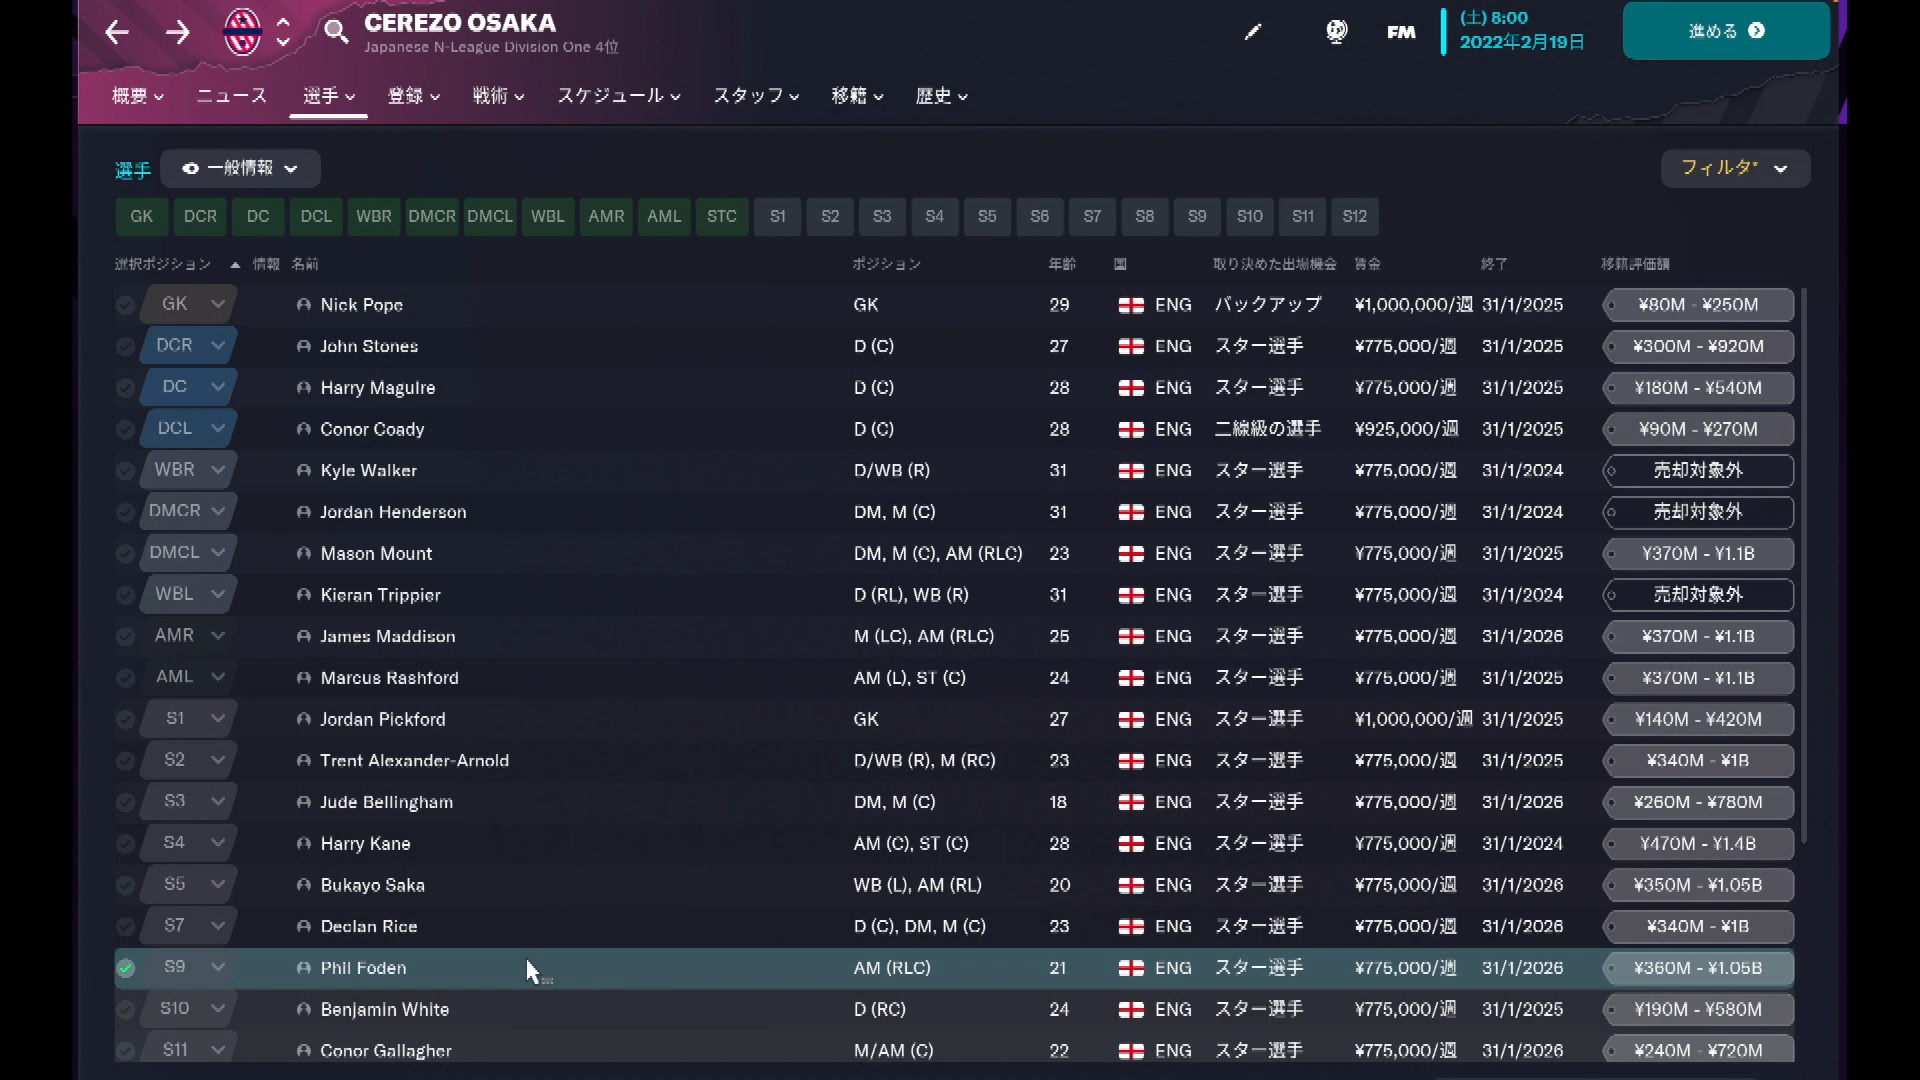 CEREZO OSAKA
Japanese N-League Division One 4位
FM
(土) 8:00
2022年2月19日
進める
概要 ニュース 選手 登録 戦術 スケジュール スタッフ 移籍 歴史
選手 一般情報 フィルタ*
GK DCR DC DCL WBR DMCR DMCL WBL AMR AML STC S1 S2 S3 S4 S5 S6 S7 S8 S9 S10 S11 S12
選択ポジション 情報 名前 ポジション 年齢 国 取り決めた出場機会 賃金 終了 移籍評価額
GK Nick Pope GK 29 ENG バックアップ ¥1,000,000/週 31/1/2025 ¥80M - ¥250M
DCR John Stones D (C) 27 ENG スター選手 ¥775,000/週 31/1/2025 ¥300M - ¥920M
DC Harry Maguire D (C) 28 ENG スター選手 ¥775,000/週 31/1/2025 ¥180M - ¥540M
DCL Conor Coady D (C) 28 ENG 二線級の選手 ¥925,000/週 31/1/2025 ¥90M - ¥270M
WBR Kyle Walker D/WB (R) 31 ENG スター選手 ¥775,000/週 31/1/2024 売却対象外
DMCR Jordan Henderson DM, M (C) 31 ENG スター選手 ¥775,000/週 31/1/2024 売却対象外
DMCL Mason Mount DM, M (C), AM (RLC) 23 ENG スター選手 ¥775,000/週 31/1/2025 ¥370M - ¥1.1B
WBL Kieran Trippier D (RL), WB (R) 31 ENG スター選手 ¥775,000/週 31/1/2024 売却対象外
AMR James Maddison M (LC), AM (RLC) 25 ENG スター選手 ¥775,000/週 31/1/2026 ¥370M - ¥1.1B
AML Marcus Rashford AM (L), ST (C) 24 ENG スター選手 ¥775,000/週 31/1/2025 ¥370M - ¥1.1B
S1 Jordan Pickford GK 27 ENG スター選手 ¥1,000,000/週 31/1/2025 ¥140M - ¥420M
S2 Trent Alexander-Arnold D/WB (R), M (RC) 23 ENG スター選手 ¥775,000/週 31/1/2025 ¥340M - ¥1B
S3 Jude Bellingham DM, M (C) 18 ENG スター選手 ¥775,000/週 31/1/2026 ¥260M - ¥780M
S4 Harry Kane AM (C), ST (C) 28 ENG スター選手 ¥775,000/週 31/1/2024 ¥470M - ¥1.4B
S5 Bukayo Saka WB (L), AM (RL) 20 ENG スター選手 ¥775,000/週 31/1/2026 ¥350M - ¥1.05B
S7 Declan Rice D (C), DM, M (C) 23 ENG スター選手 ¥775,000/週 31/1/2026 ¥340M - ¥1B
S9 Phil Foden AM (RLC) 21 ENG スター選手 ¥775,000/週 31/1/2026 ¥360M - ¥1.05B
S10 Benjamin White D (RC) 24 ENG スター選手 ¥775,000/週 31/1/2025 ¥190M - ¥580M
S11 Conor Gallagher M/AM (C) 22 ENG スター選手 ¥775,000/週 31/1/2026 ¥240M - ¥720M